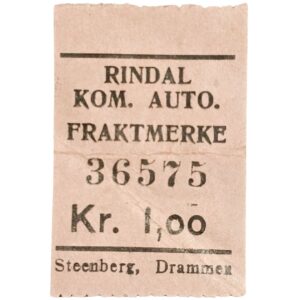 RINDAL
KOM. AUTO.
FRAKTMERKE
36575
Kr. 1,00
Steenberg, Drammen